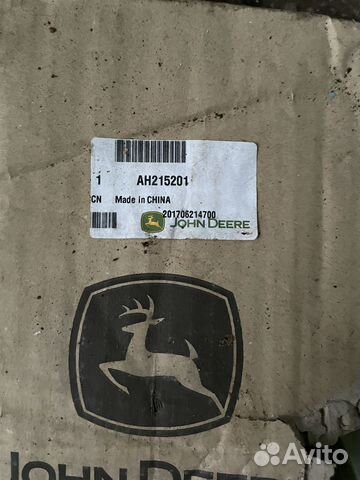 1 AH215201
CN Made in CHINA
201706214700
JOHN DEERE
JOHN DEERE
Avito